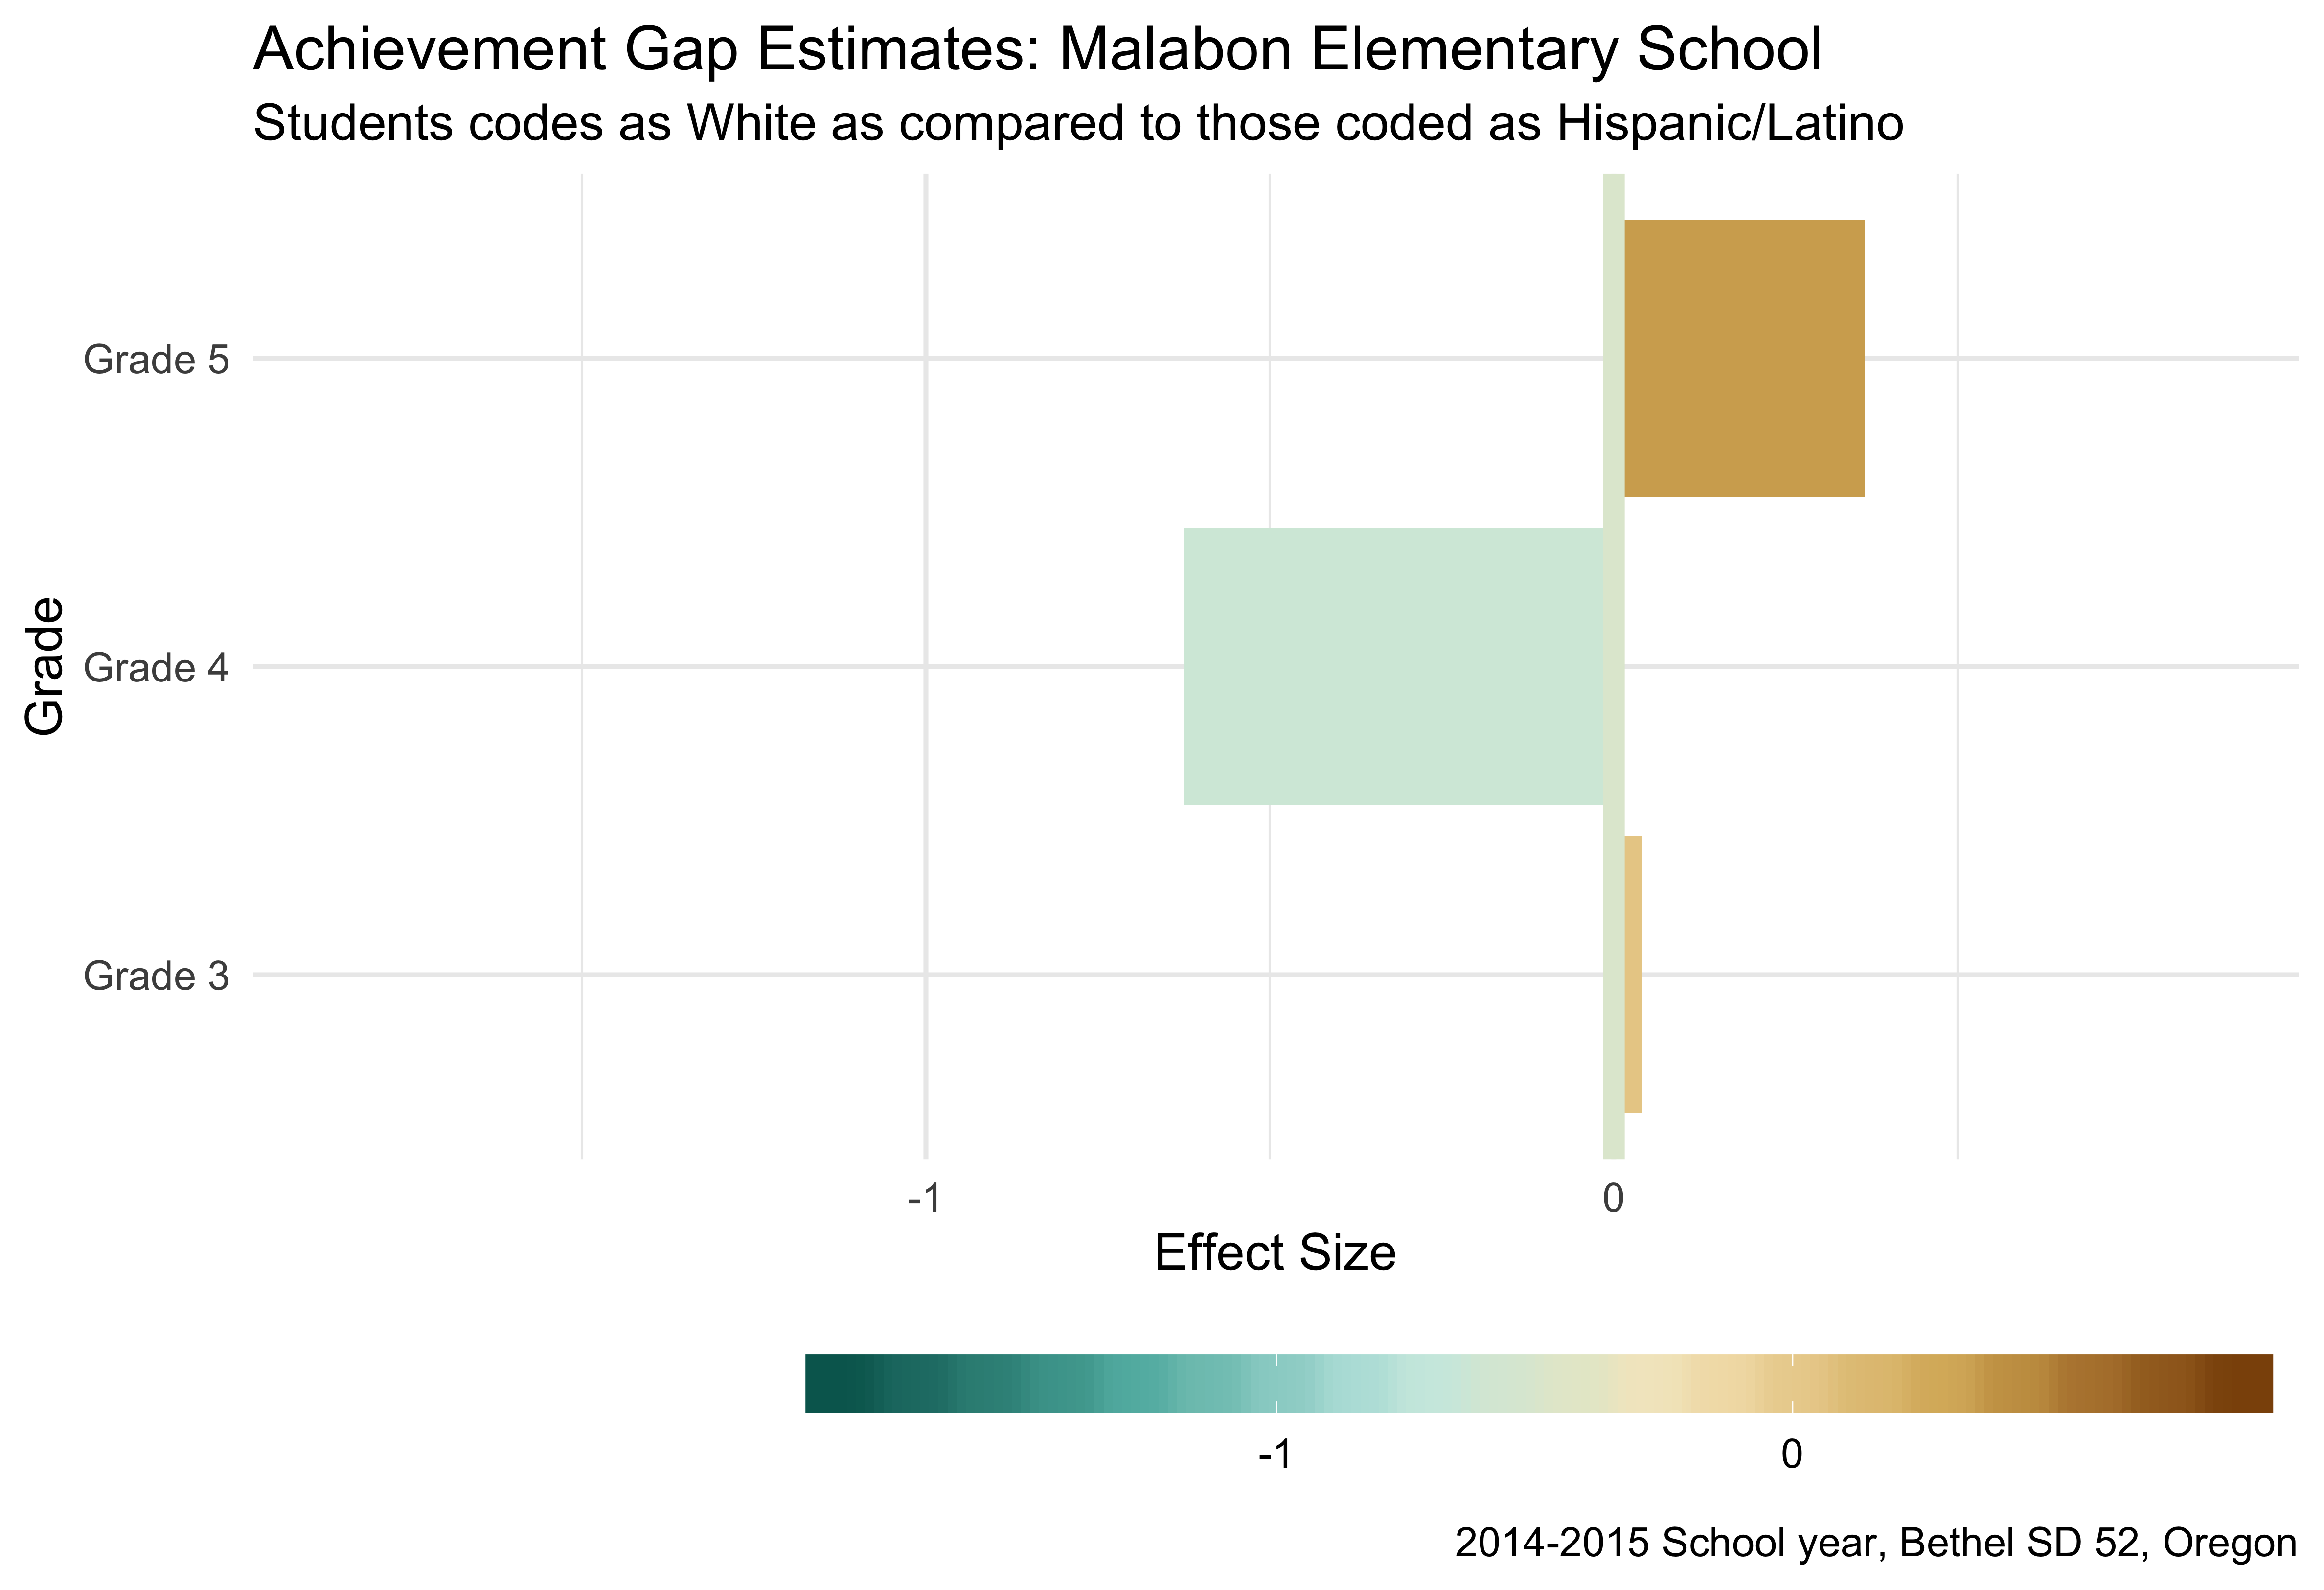 Achievement Gap Estimates: Malabon Elementary School
Students codes as White as compared to those coded as Hispanic/Latino
Grade
Grade 5
Grade 4
Grade 3
-1
0
Effect Size
-1
0
2014-2015 School year, Bethel SD 52, Oregon